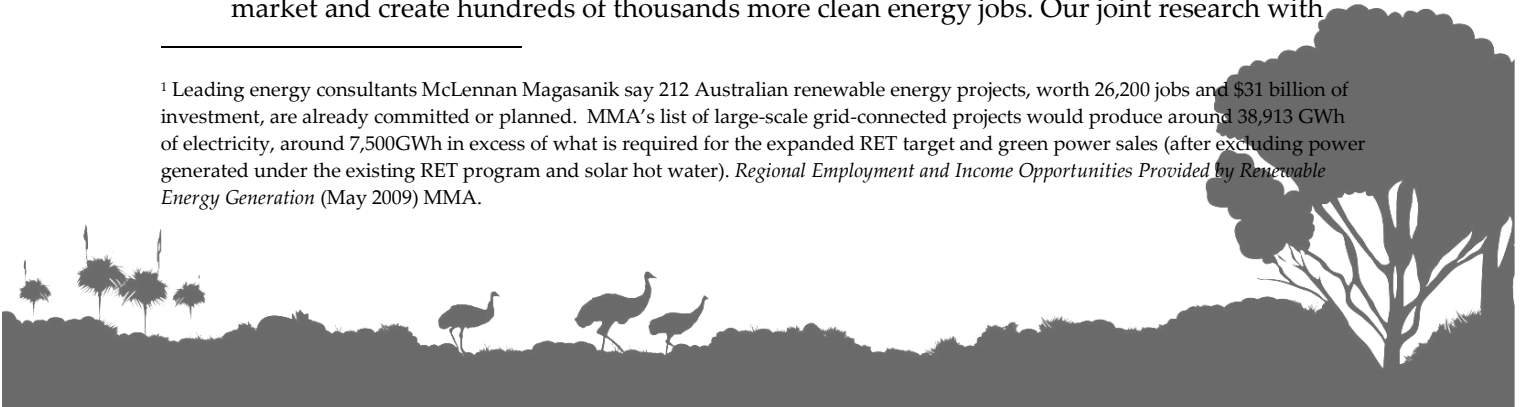 market and create hundreds of thousands more clean energy jobs. Our joint research with
¹ Leading energy consultants McLennan Magasanik say 212 Australian renewable energy projects, worth 26,200 jobs and $31 billion of
investment, are already committed or planned.  MMA’s list of large-scale grid-connected projects would produce around 38,913 GWh
of electricity, around 7,500GWh in excess of what is required for the expanded RET target and green power sales (after excluding power
generated under the existing RET program and solar hot water). Regional Employment and Income Opportunities Provided by Renewable
Energy Generation (May 2009) MMA.